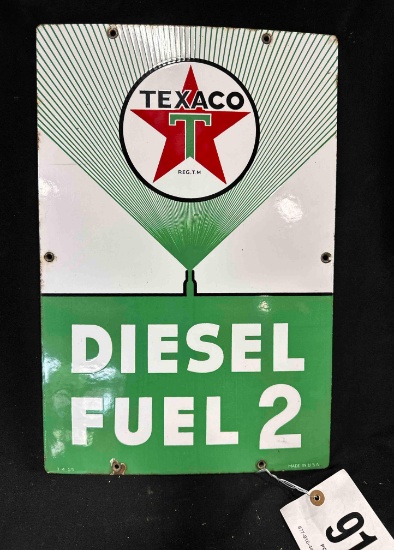 TEXACO
T
REG. T.M.
DIESEL
FUEL 2
MADE IN U.S.A.
91